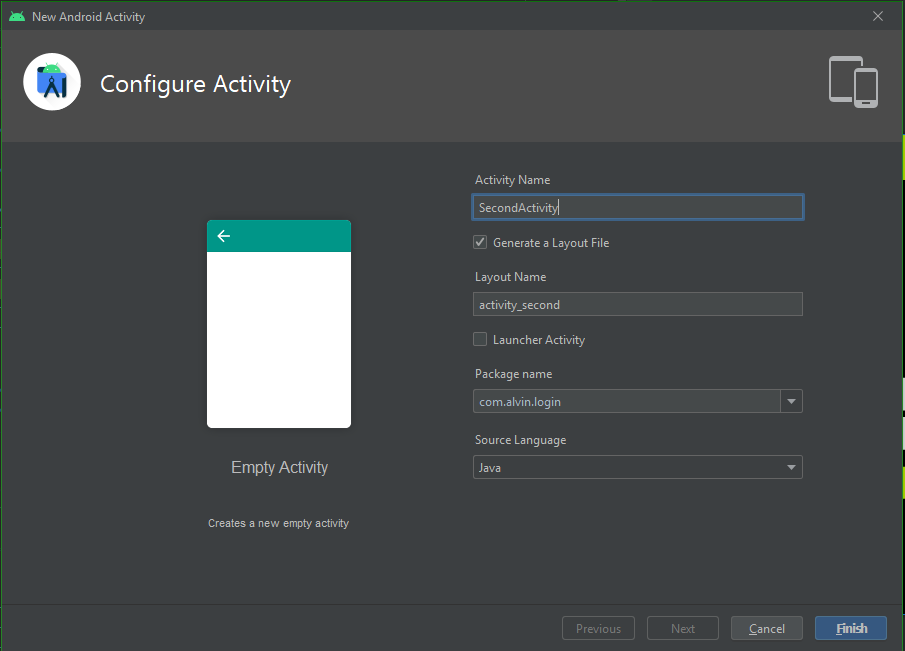 New Android Activity
Configure Activity
Activity Name
SecondActivity
Generate a Layout File
Layout Name
activity_second
Launcher Activity
Package name
com.alvin.login
Source Language
Java
Empty Activity
Creates a new empty activity
Previous
Next
Cancel
Finish